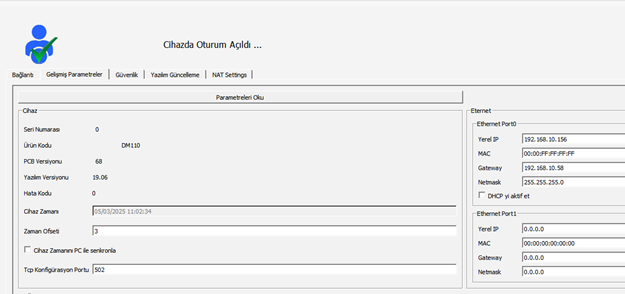 Cihazda Oturum Açıldı ...
Bağlantı Gelişmiş Parametreler Güvenlik Yazılım Güncelleme NAT Settings
Parametreleri Oku
Cihaz
Seri Numarası 0
Ürün Kodu DM110
PCB Versiyonu 68
Yazılım Versiyonu 19.06
Hata Kodu 0
Cihaz Zamanı 05/03/2025 11:02:34
Zaman Ofseti 3
Cihaz Zamanını PC ile senkronla
Tcp Konfigürasyon Portu 502
Eternet
Ethernet Port0
Yerel IP 192.168.10.156
MAC 00:00:FF:FF:FF:FF
Gateway 192.168.10.58
Netmask 255.255.255.0
DHCP yi aktif et
Ethernet Port1
Yerel IP 0.0.0.0
MAC 00:00:00:00:00:00
Gateway 0.0.0.0
Netmask 0.0.0.0